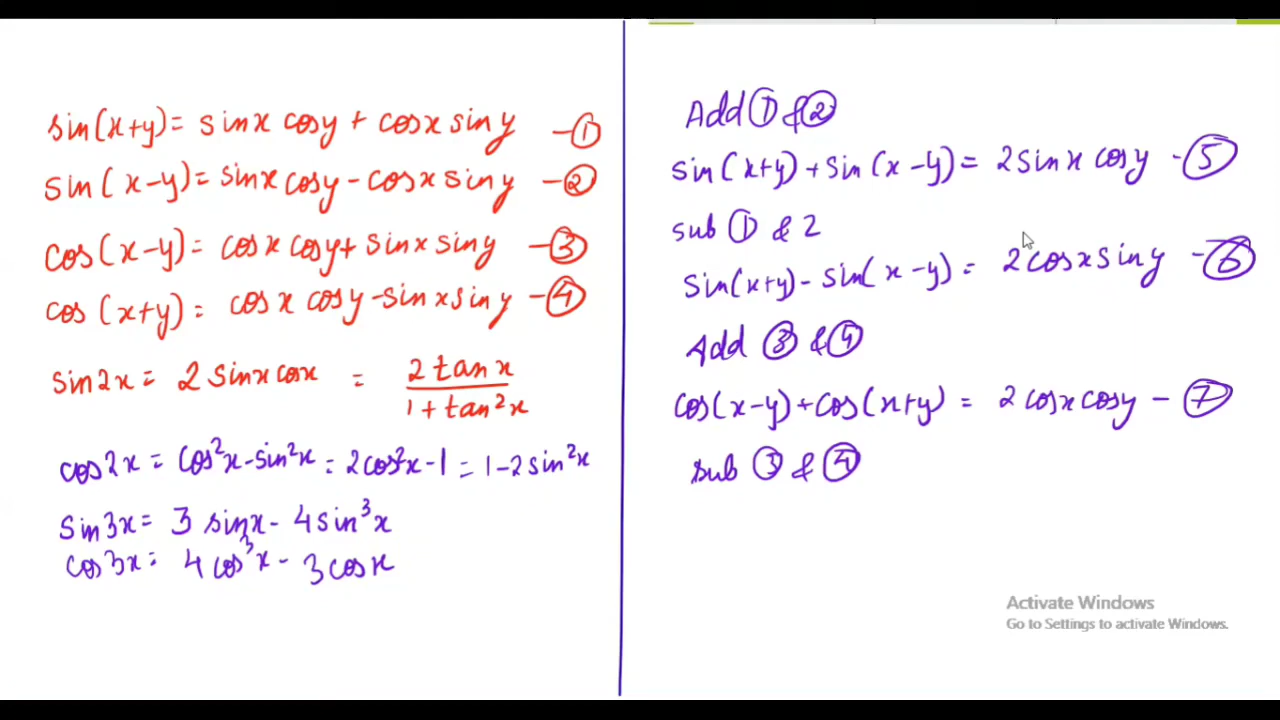 sin(x+y)= sinx cosy + cosx siny -①
sin(x-y)= sinx cosy - cosx siny -②
cos(x-y)= cosx cosy + sinx siny -③
cos(x+y)= cosx cosy - sinx siny -④
sin2x = 2 sinx cosx = 2 tanx / 1 + tan²x
cos2x = cos²x - sin²x = 2cos²x - 1 = 1 - 2sin²x
Sin3x = 3 sinx - 4sin³x
cos3x = 4cos³x - 3cosx
Add ① & ②
sin(x+y) + sin(x-y) = 2sinx cosy -⑤
sub ① & 2
sin(x+y) - sin(x-y) = 2cosx siny -⑥
Add ③ & ④
cos(x-y) + cos(x+y) = 2 cosx cosy -⑦
sub ③ & ④
Activate Windows
Go to Settings to activate Windows.